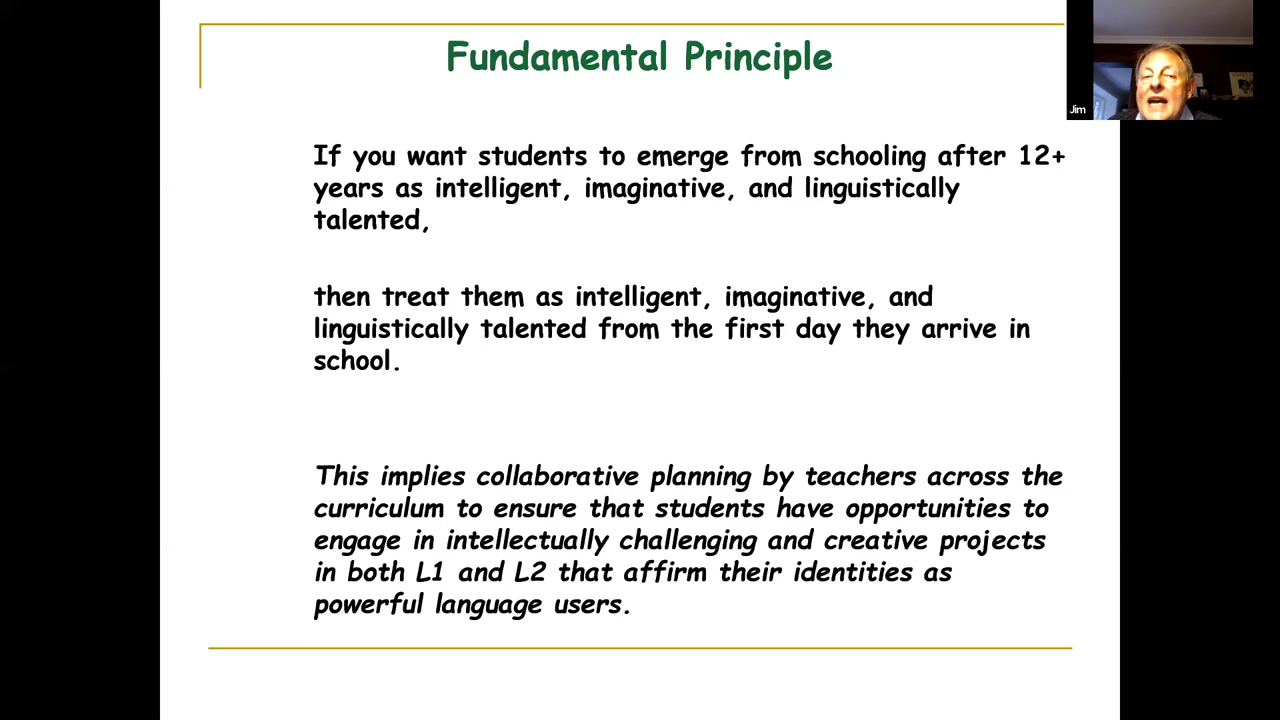 Fundamental Principle
Jim
If you want students to emerge from schooling after 12+
years as intelligent, imaginative, and linguistically
talented,
then treat them as intelligent, imaginative, and
linguistically talented from the first day they arrive in
school.
This implies collaborative planning by teachers across the
curriculum to ensure that students have opportunities to
engage in intellectually challenging and creative projects
in both L1 and L2 that affirm their identities as
powerful language users.